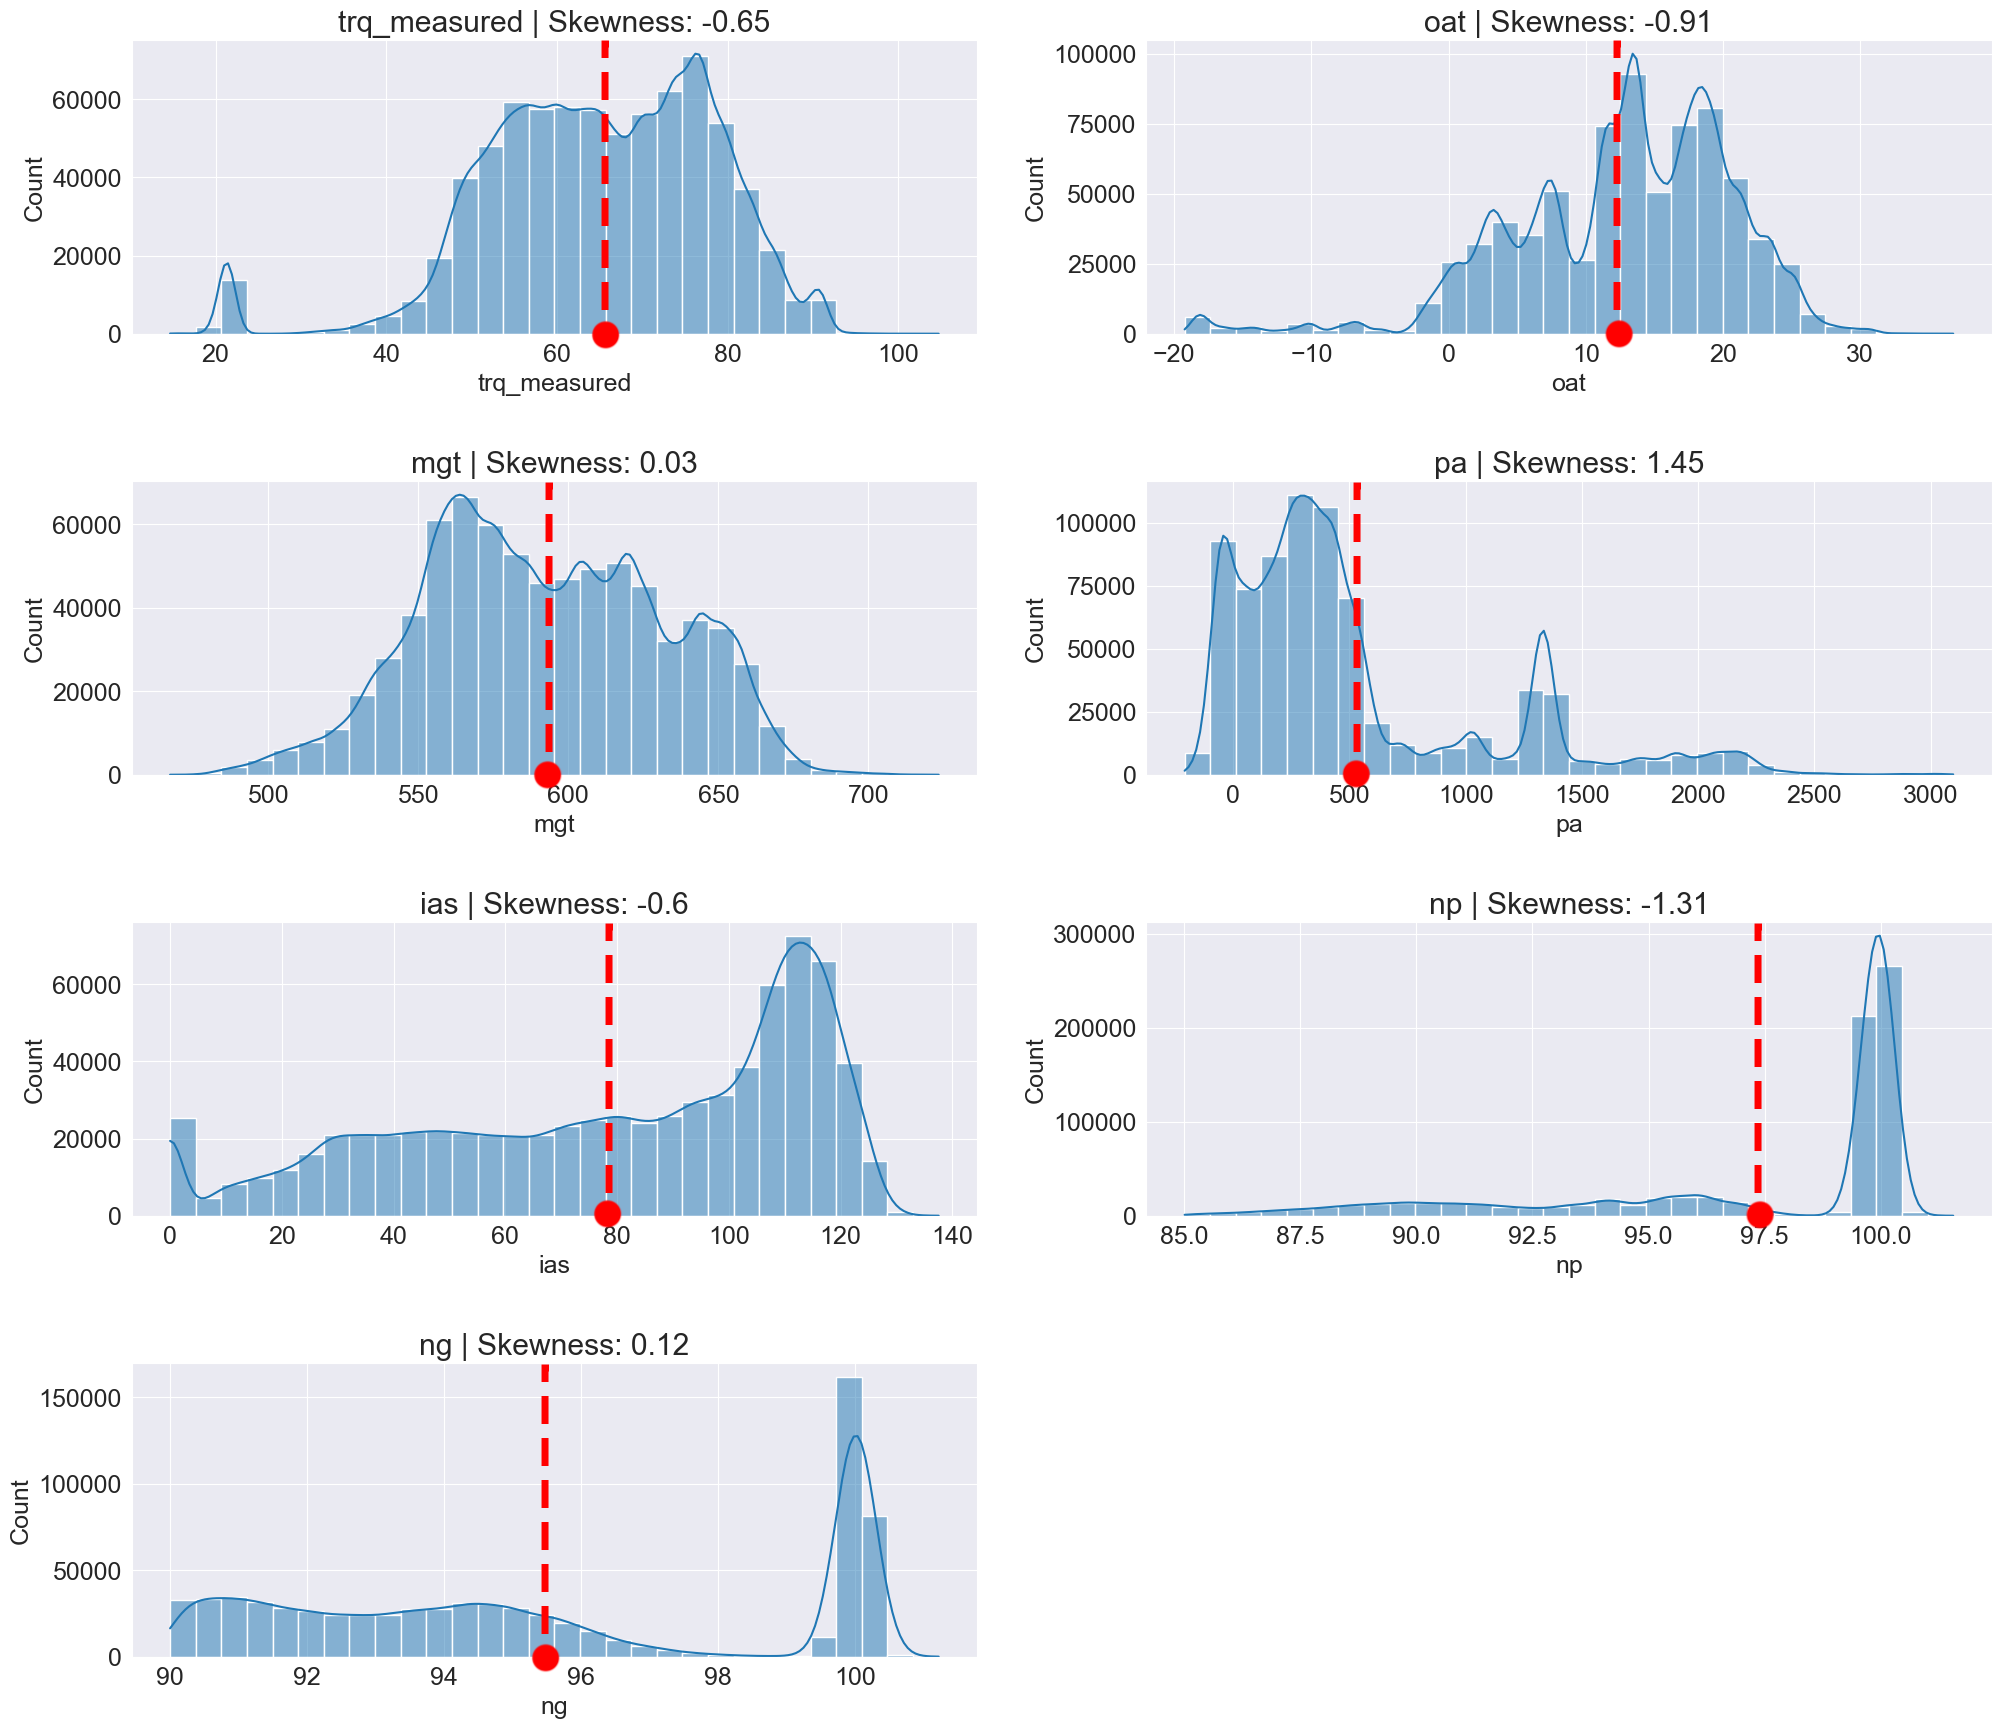 trq_measured | Skewness: -0.65
Count
60000
40000
20000
0
20 40 60 80 100
trq_measured
oat | Skewness: -0.91
Count
100000
75000
50000
25000
0
−20 −10 0 10 20 30
oat
mgt | Skewness: 0.03
Count
60000
40000
20000
0
500 550 600 650 700
mgt
pa | Skewness: 1.45
Count
100000
75000
50000
25000
0
0 500 1000 1500 2000 2500 3000
pa
ias | Skewness: -0.6
Count
60000
40000
20000
0
0 20 40 60 80 100 120 140
ias
np | Skewness: -1.31
Count
300000
200000
100000
0
85.0 87.5 90.0 92.5 95.0 97.5 100.0
np
ng | Skewness: 0.12
Count
150000
100000
50000
0
90 92 94 96 98 100
ng